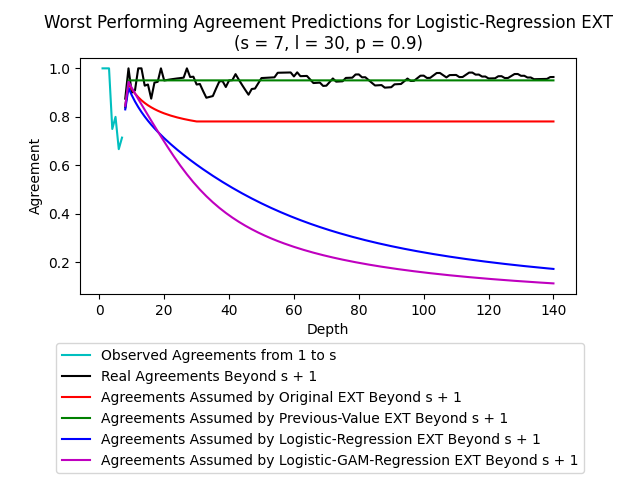 Worst Performing Agreement Predictions for Logistic-Regression EXT
(s = 7, l = 30, p = 0.9)
1.0
0.8
0.6
0.4
0.2
Agreement
0 20 40 60 80 100 120 140
Depth
Observed Agreements from 1 to s
Real Agreements Beyond s + 1
Agreements Assumed by Original EXT Beyond s + 1
Agreements Assumed by Previous-Value EXT Beyond s + 1
Agreements Assumed by Logistic-Regression EXT Beyond s + 1
Agreements Assumed by Logistic-GAM-Regression EXT Beyond s + 1